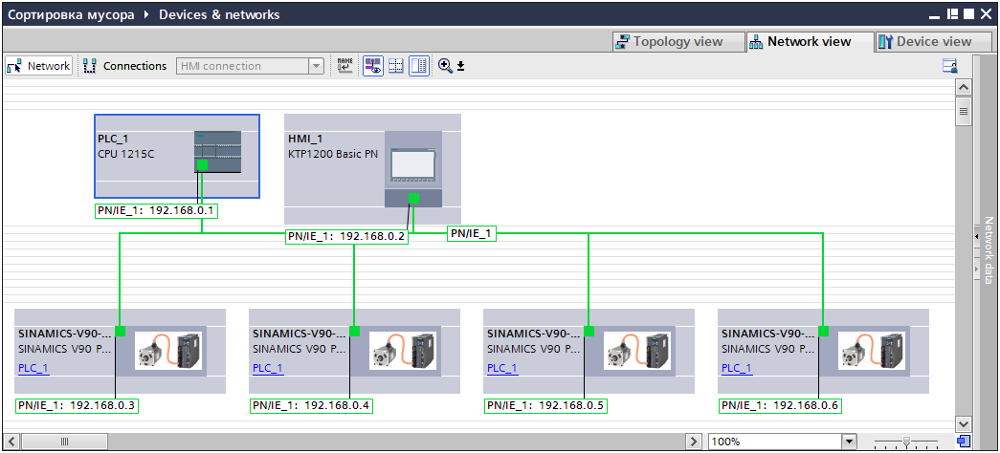 Сортировка мусора ▸ Devices & networks
Topology view
Network view
Device view
Network
Connections
HMI connection
NAME
PLC_1
CPU 1215C
HMI_1
KTP1200 Basic PN
PN/IE_1: 192.168.0.1
PN/IE_1: 192.168.0.2
PN/IE_1
Network data
SINAMICS-V90-...
SINAMICS V90 P...
PLC_1
PN/IE_1: 192.168.0.3
SINAMICS-V90-...
SINAMICS V90 P...
PLC_1
PN/IE_1: 192.168.0.4
SINAMICS-V90-...
SINAMICS V90 P...
PLC_1
PN/IE_1: 192.168.0.5
SINAMICS-V90-...
SINAMICS V90 P...
PLC_1
PN/IE_1: 192.168.0.6
100%